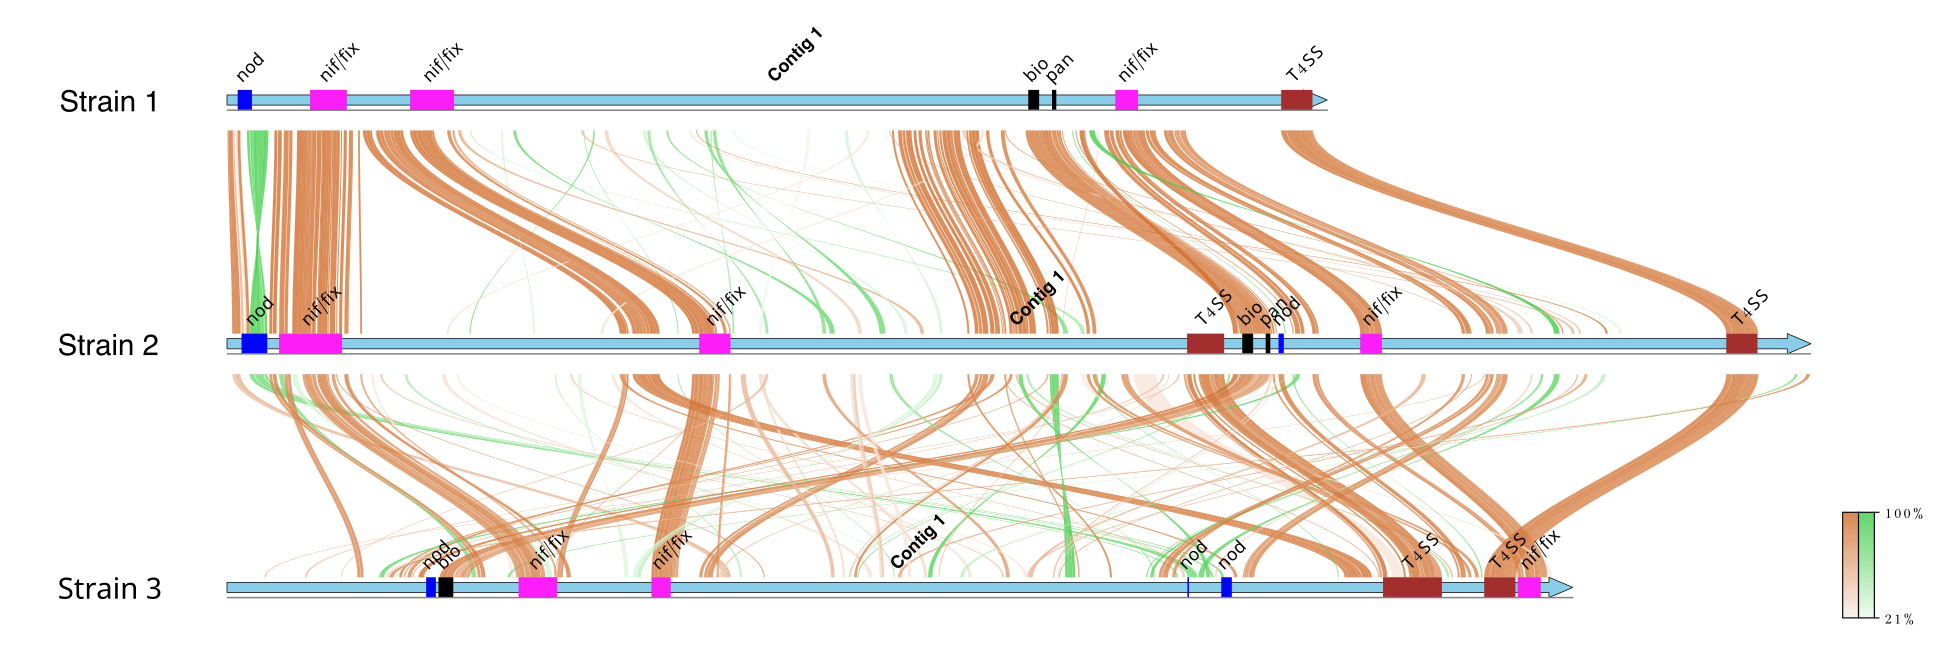 nod nif/fix nif/fix Contig 1 bio pan nif/fix T4SS
Strain 1
nod nif/fix nif/fix Contig 1 T4SS bio pan nod nif/fix T4SS
Strain 2
nod bio nif/fix nif/fix Contig 1 nod nod T4SS T4SS nif/fix
Strain 3
100%
21%